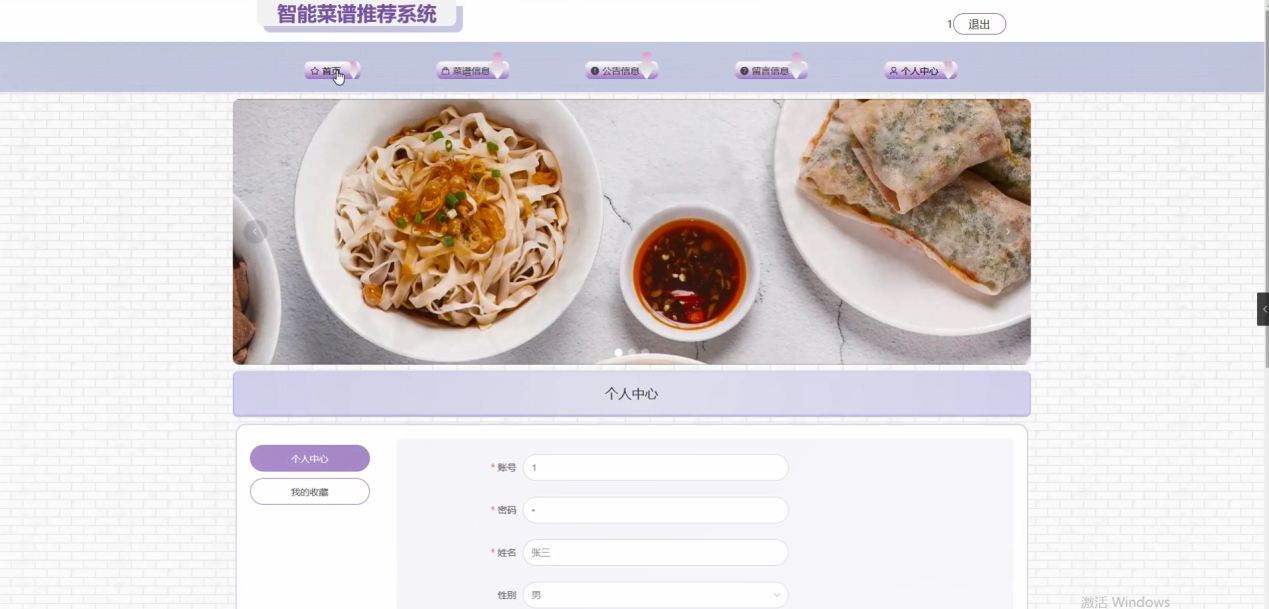 智能菜谱推荐系统
1 退出
首页 菜谱信息 公告信息 留言信息 个人中心
个人中心
个人中心
我的收藏
* 账号 1
* 密码 •
* 姓名 张三
性别 男
激活 Windows